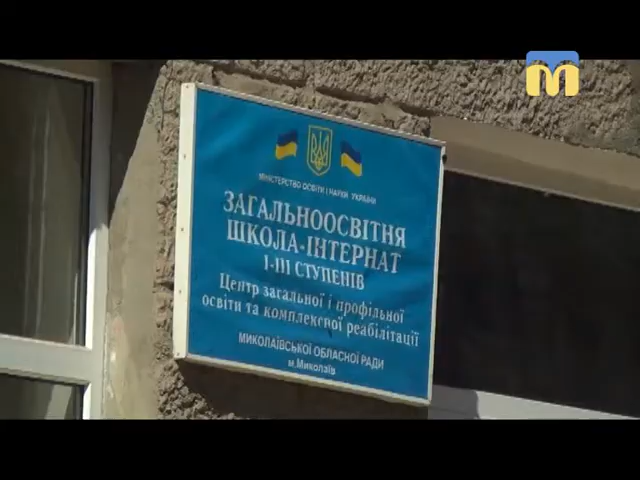 МІНІСТЕРСТВО ОСВІТИ І НАУКИ УКРАЇНИ
ЗАГАЛЬНООСВІТНЯ
ШКОЛА-ІНТЕРНАТ
І-ІІІ СТУПЕНІВ
Центр загальної і профільної
освіти та комплексної реабілітації
МИКОЛАЇВСЬКОЇ ОБЛАСНОЇ РАДИ
м.Миколаїв